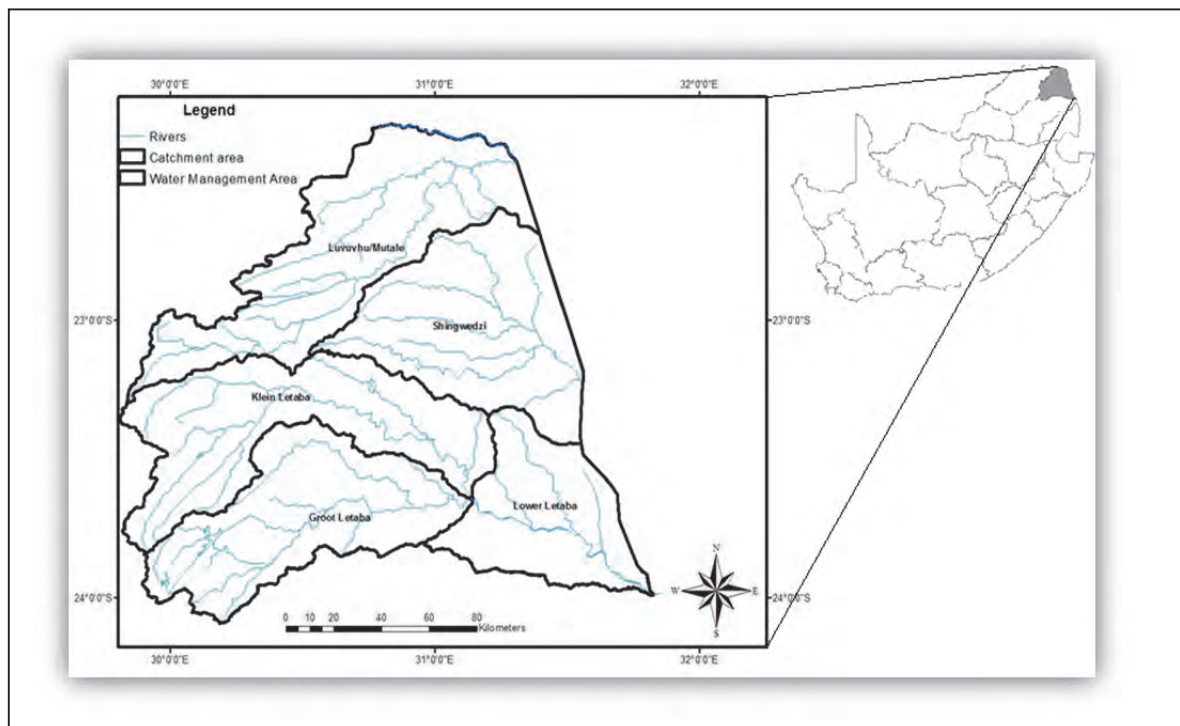 30°0'0"E 31°0'0"E 32°0'0"E
Legend
Rivers
Catchment area
Water Management Area
Luvuvhu/Mutale
23°0'0"S 23°0'0"S
Shingwedzi
Klein Letaba
Lower Letaba
Groot Letaba
N
W E
S
24°0'0"S 24°0'0"S
0 10 20 40 60 80
Kilometers
30°0'0"E 31°0'0"E 32°0'0"E